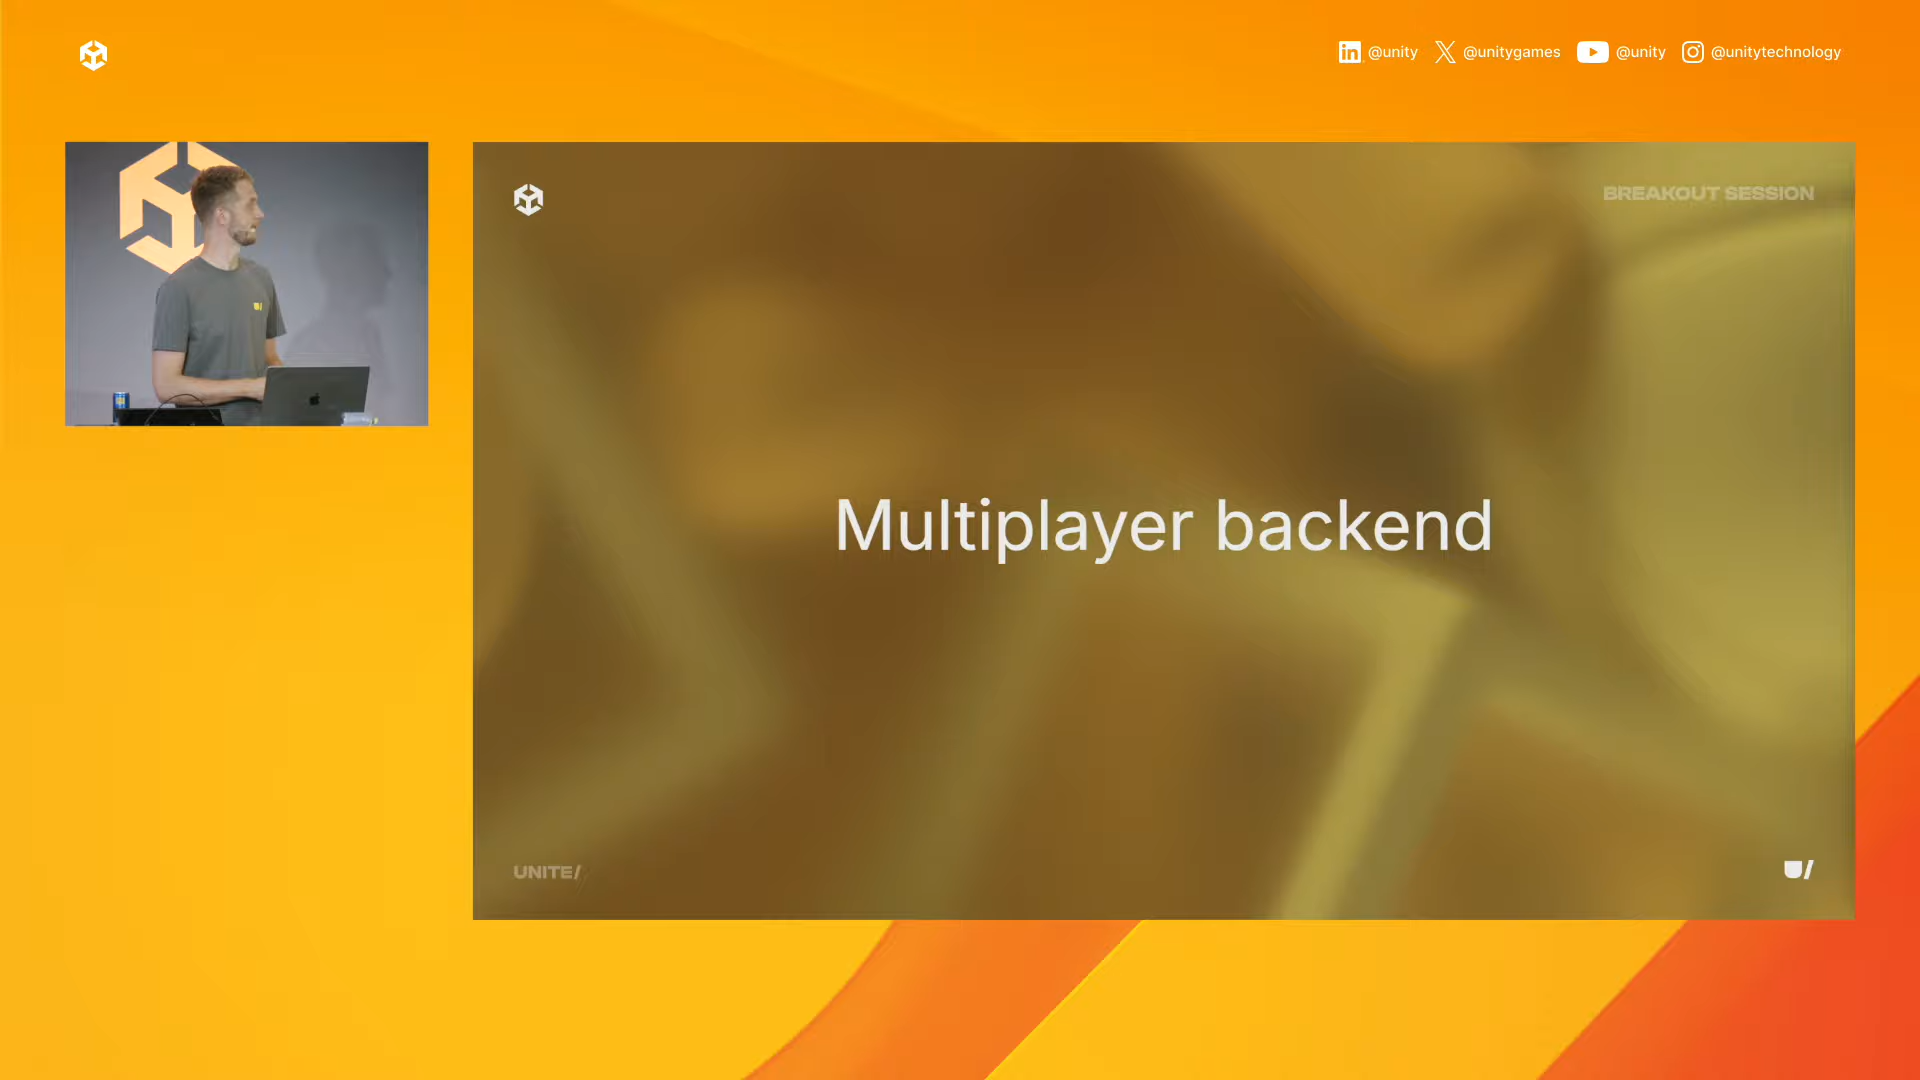 @unity @unitygames @unity @unitytechnology
BREAKOUT SESSION
Multiplayer backend
UNITE/
U/